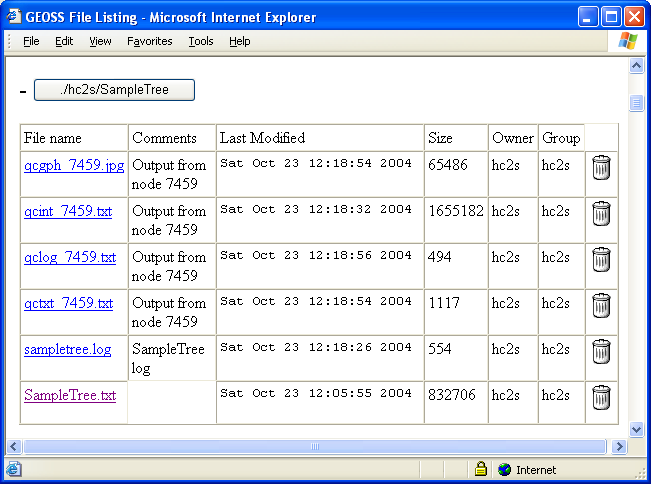 GEOSS File Listing - Microsoft Internet Explorer
File Edit View Favorites Tools Help
- ./hc2s/SampleTree
File name Comments Last Modified Size Owner Group
qcgph_7459.jpg Output from node 7459 Sat Oct 23 12:18:54 2004 65486 hc2s hc2s
qcint_7459.txt Output from node 7459 Sat Oct 23 12:18:32 2004 1655182 hc2s hc2s
qclog_7459.txt Output from node 7459 Sat Oct 23 12:18:56 2004 494 hc2s hc2s
qctxt_7459.txt Output from node 7459 Sat Oct 23 12:18:54 2004 1117 hc2s hc2s
sampletree.log SampleTree log Sat Oct 23 12:18:26 2004 554 hc2s hc2s
SampleTree.txt Sat Oct 23 12:05:55 2004 832706 hc2s hc2s
Internet